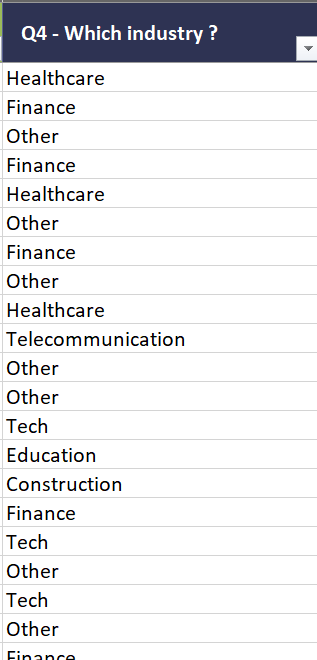 Q4 - Which industry ?
Healthcare
Finance
Other
Finance
Healthcare
Other
Finance
Other
Healthcare
Telecommunication
Other
Other
Tech
Education
Construction
Finance
Tech
Other
Tech
Other
Finance